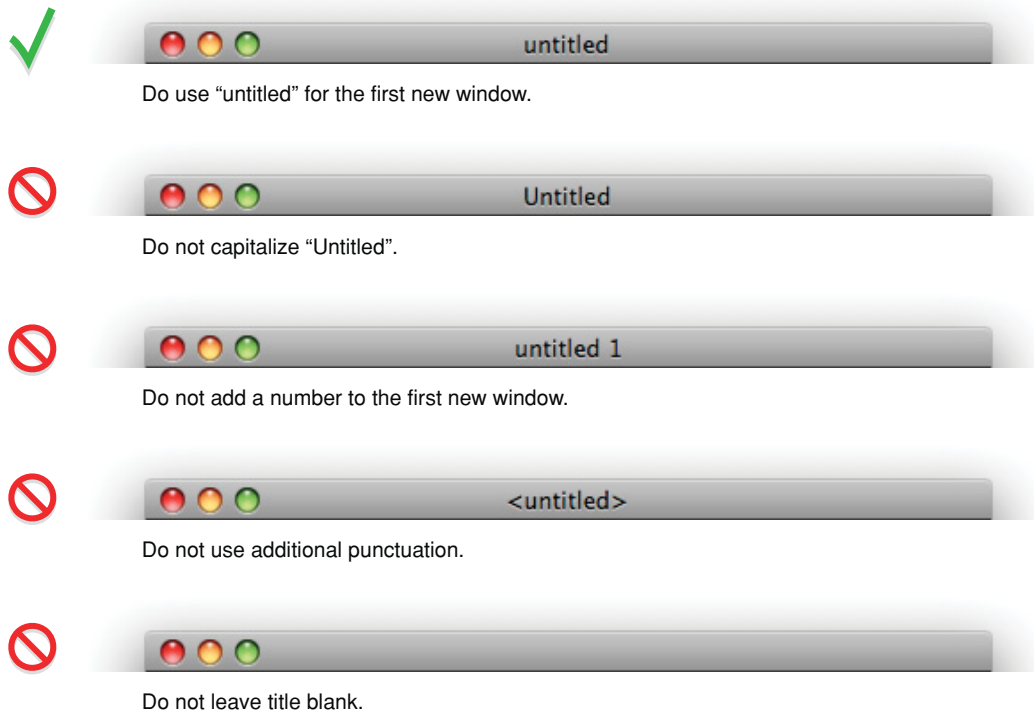 untitled
Do use “untitled” for the first new window.
Untitled
Do not capitalize “Untitled”.
untitled 1
Do not add a number to the first new window.
<untitled>
Do not use additional punctuation.
Do not leave title blank.